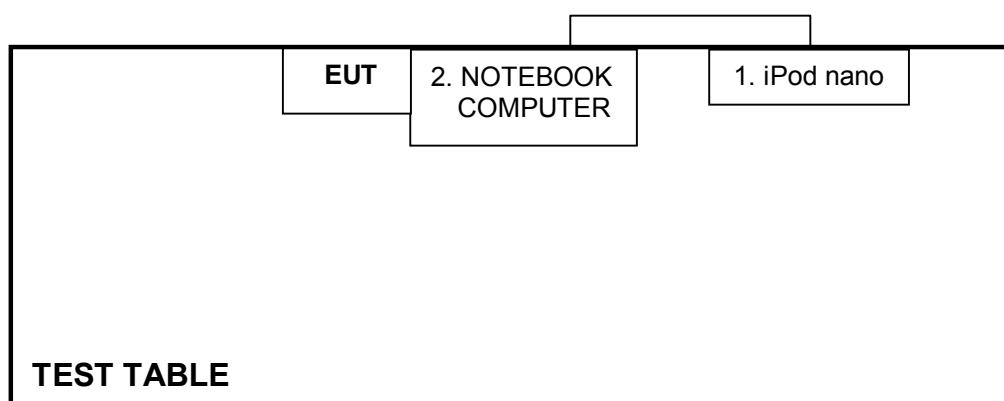 EUT
2. NOTEBOOK
COMPUTER
1. iPod nano
TEST TABLE